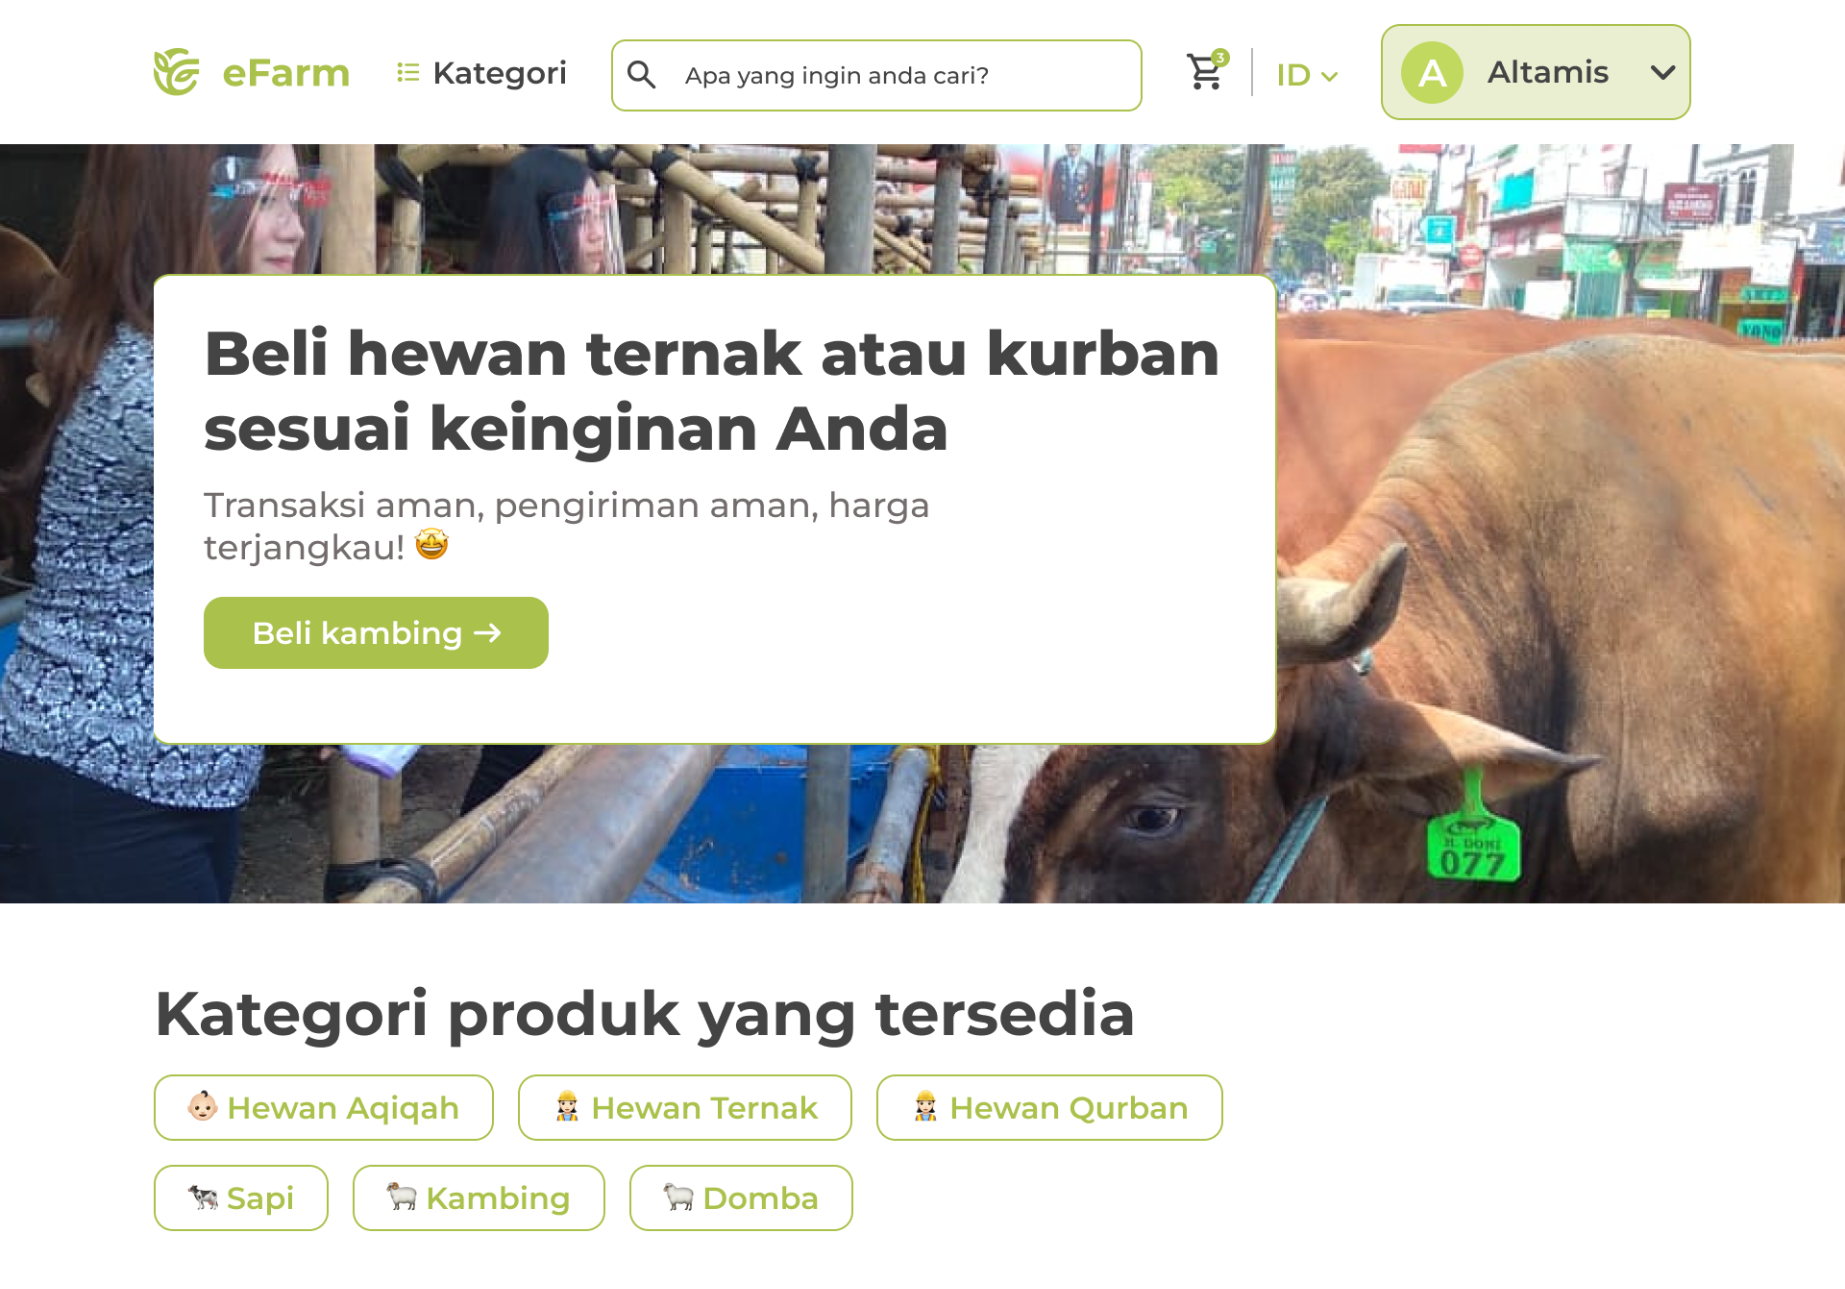 eFarm
Kategori
Apa yang ingin anda cari?
3
ID
A
Altamis
Beli hewan ternak atau kurban
sesuai keinginan Anda
Transaksi aman, pengiriman aman, harga
terjangkau! 🤩
Beli kambing →
H. DONI
077
Kategori produk yang tersedia
👶🏻 Hewan Aqiqah
👷🏻‍♀️ Hewan Ternak
👷🏻‍♀️ Hewan Qurban
🐄 Sapi
🐏 Kambing
🐑 Domba